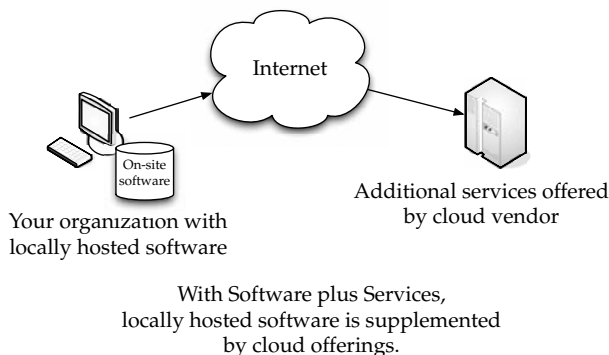 Internet
On-site
software
Your organization with
locally hosted software
Additional services offered
by cloud vendor
With Software plus Services,
locally hosted software is supplemented
by cloud offerings.